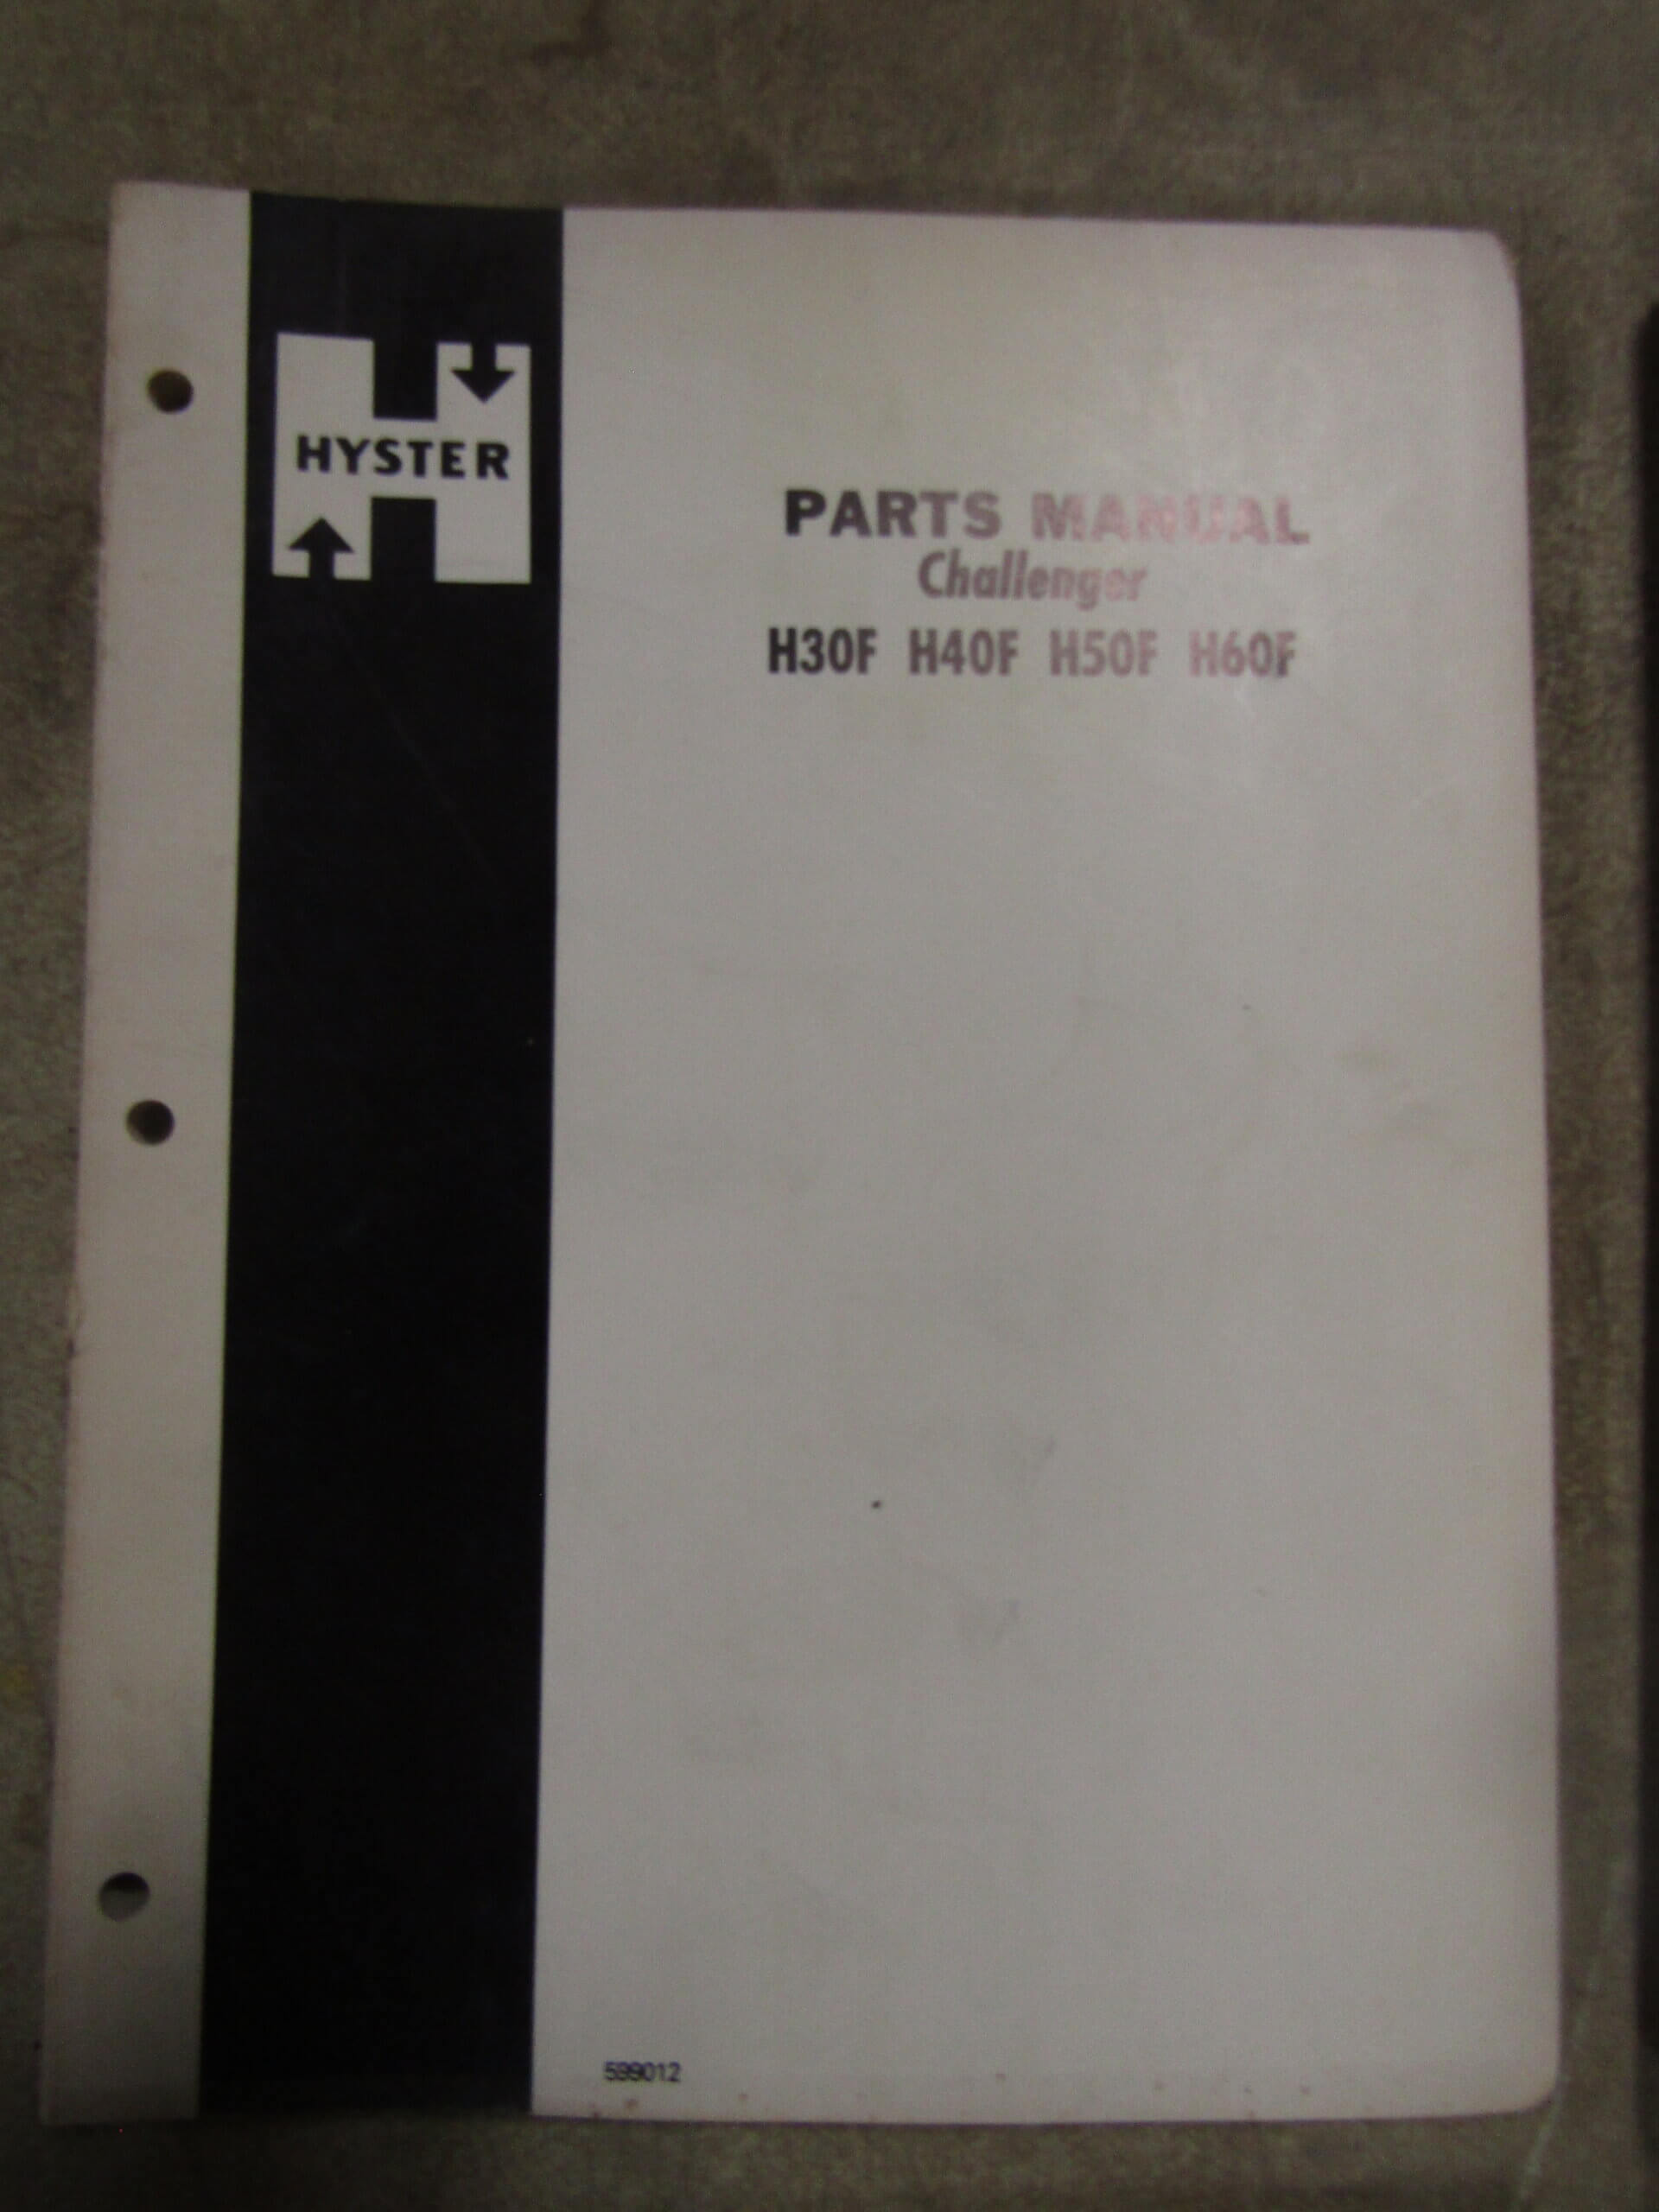 HYSTER
PARTS MANUAL
Challenger
H30F H40F H50F H60F
599012